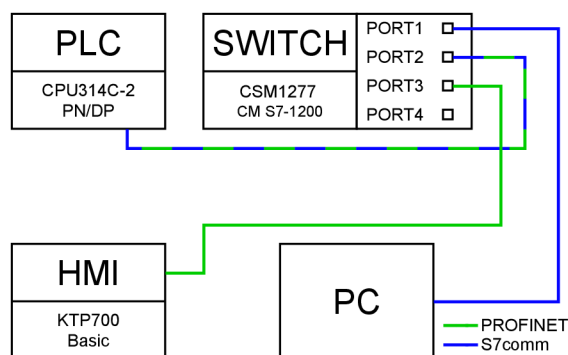 PLC
CPU314C-2
PN/DP
SWITCH
CSM1277
CM S7-1200
PORT1
PORT2
PORT3
PORT4
HMI
KTP700
Basic
PC
PROFINET
S7comm